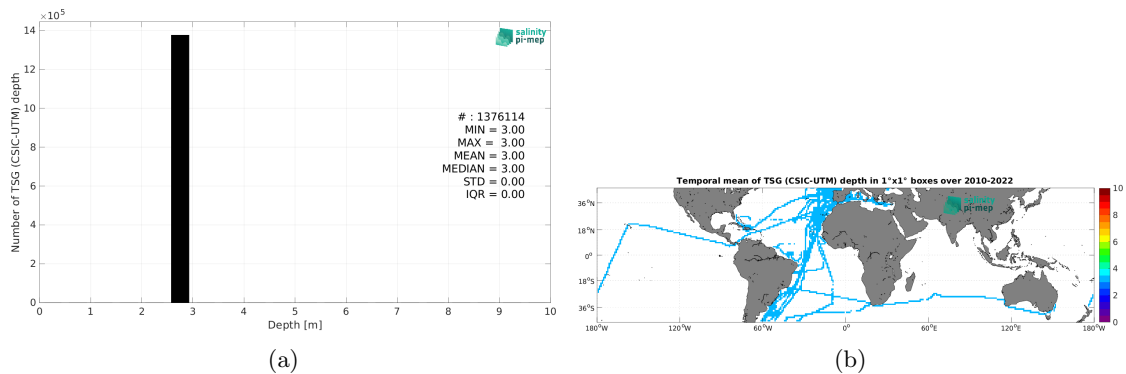 ×10⁵
14
12
10
8
6
4
2
0
Number of TSG (CSIC-UTM) depth
salinity
pi-mep
# : 1376114
MIN = 3.00
MAX = 3.00
MEAN = 3.00
MEDIAN = 3.00
STD = 0.00
IQR = 0.00
0 1 2 3 4 5 6 7 8 9 10
Depth [m]
(a)
Temporal mean of TSG (CSIC-UTM) depth in 1°x1° boxes over 2010-2022
salinity
pi-mep
36°N
18°N
0°
18°S
36°S
180°W 120°W 60°W 0° 60°E 120°E 180°W
10
8
6
4
2
0
(b)